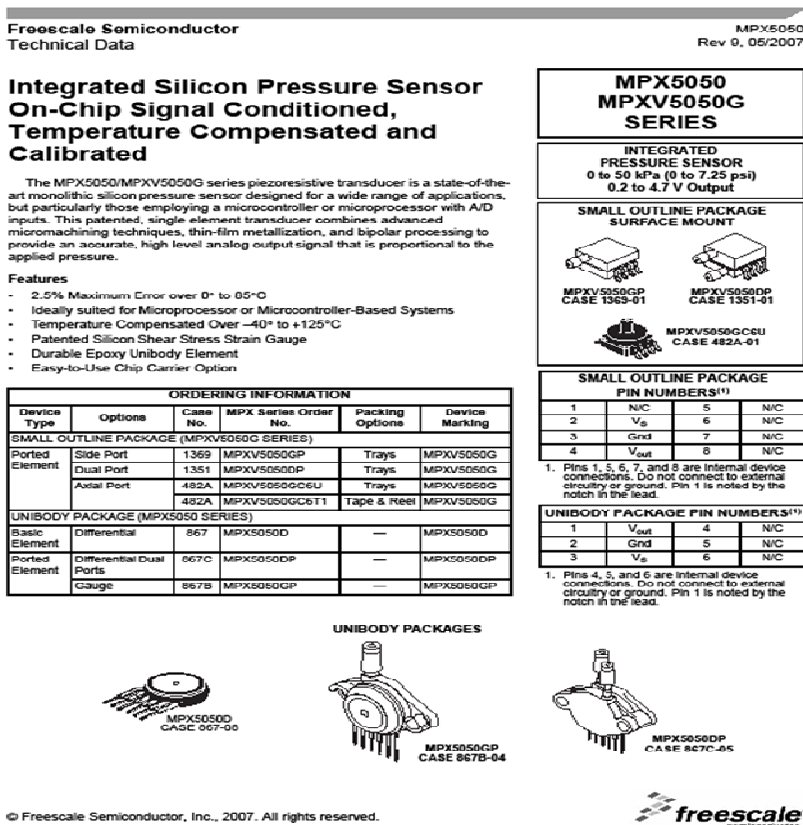 Freescale Semiconductor
Technical Data
MPX5050
Rev 9, 05/2007
Integrated Silicon Pressure Sensor
On-Chip Signal Conditioned,
Temperature Compensated and
Calibrated
The MPX5050/MPXV5050G series piezoresistive transducer is a state-of-the-
art monolithic silicon pressure sensor designed for a wide range of applications,
but particularly those employing a microcontroller or microprocessor with A/D
inputs. This patented, single element transducer combines advanced
micromachining techniques, thin-film metallization, and bipolar processing to
provide an accurate, high level analog output signal that is proportional to the
applied pressure.
Features
- 2.5% Maximum Error over 0° to 85°C
- Ideally suited for Microprocessor or Microcontroller-Based Systems
- Temperature Compensated Over –40° to +125°C
- Patented Silicon Shear Stress Strain Gauge
- Durable Epoxy Unibody Element
- Easy-to-Use Chip Carrier Option
ORDERING INFORMATION
Device Type | Options | Case No. | MPX Series Order No. | Packing Options | Device Marking
SMALL OUTLINE PACKAGE (MPXV5050G SERIES)
Ported Element | Side Port | 1369 | MPXV5050GP | Trays | MPXV5050G
Dual Port | 1351 | MPXV5050DP | Trays | MPXV5050G
Axial Port | 482A | MPXV5050GC6U | Trays | MPXV5050G
482A | MPXV5050GC6T1 | Tape & Reel | MPXV5050G
UNIBODY PACKAGE (MPX5050 SERIES)
Basic Element | Differential | 867 | MPX5050D | — | MPX5050D
Ported Element | Differential Dual Ports | 867C | MPX5050DP | — | MPX5050DP
Gauge | 867B | MPX5050GP | — | MPX5050GP
MPX5050
MPXV5050G
SERIES
INTEGRATED
PRESSURE SENSOR
0 to 50 kPa (0 to 7.25 psi)
0.2 to 4.7 V Output
SMALL OUTLINE PACKAGE
SURFACE MOUNT
MPXV5050GP
CASE 1369-01
MPXV5050DP
CASE 1351-01
MPXV5050GC6U
CASE 482A-01
SMALL OUTLINE PACKAGE
PIN NUMBERS(1)
1 | N/C | 5 | N/C
2 | VS | 6 | N/C
3 | Gnd | 7 | N/C
4 | Vout | 8 | N/C
1. Pins 1, 5, 6, 7, and 8 are internal device
connections. Do not connect to external
circuitry or ground. Pin 1 is noted by the
notch in the lead.
UNIBODY PACKAGE PIN NUMBERS(1)
1 | Vout | 4 | N/C
2 | Gnd | 5 | N/C
3 | VS | 6 | N/C
1. Pins 4, 5, and 6 are internal device
connections. Do not connect to external
circuitry or ground. Pin 1 is noted by the
notch in the lead.
UNIBODY PACKAGES
MPX5050D
CASE 867-08
MPX5050GP
CASE 867B-04
MPX5050DP
CASE 867C-05
© Freescale Semiconductor, Inc., 2007. All rights reserved.
freescale